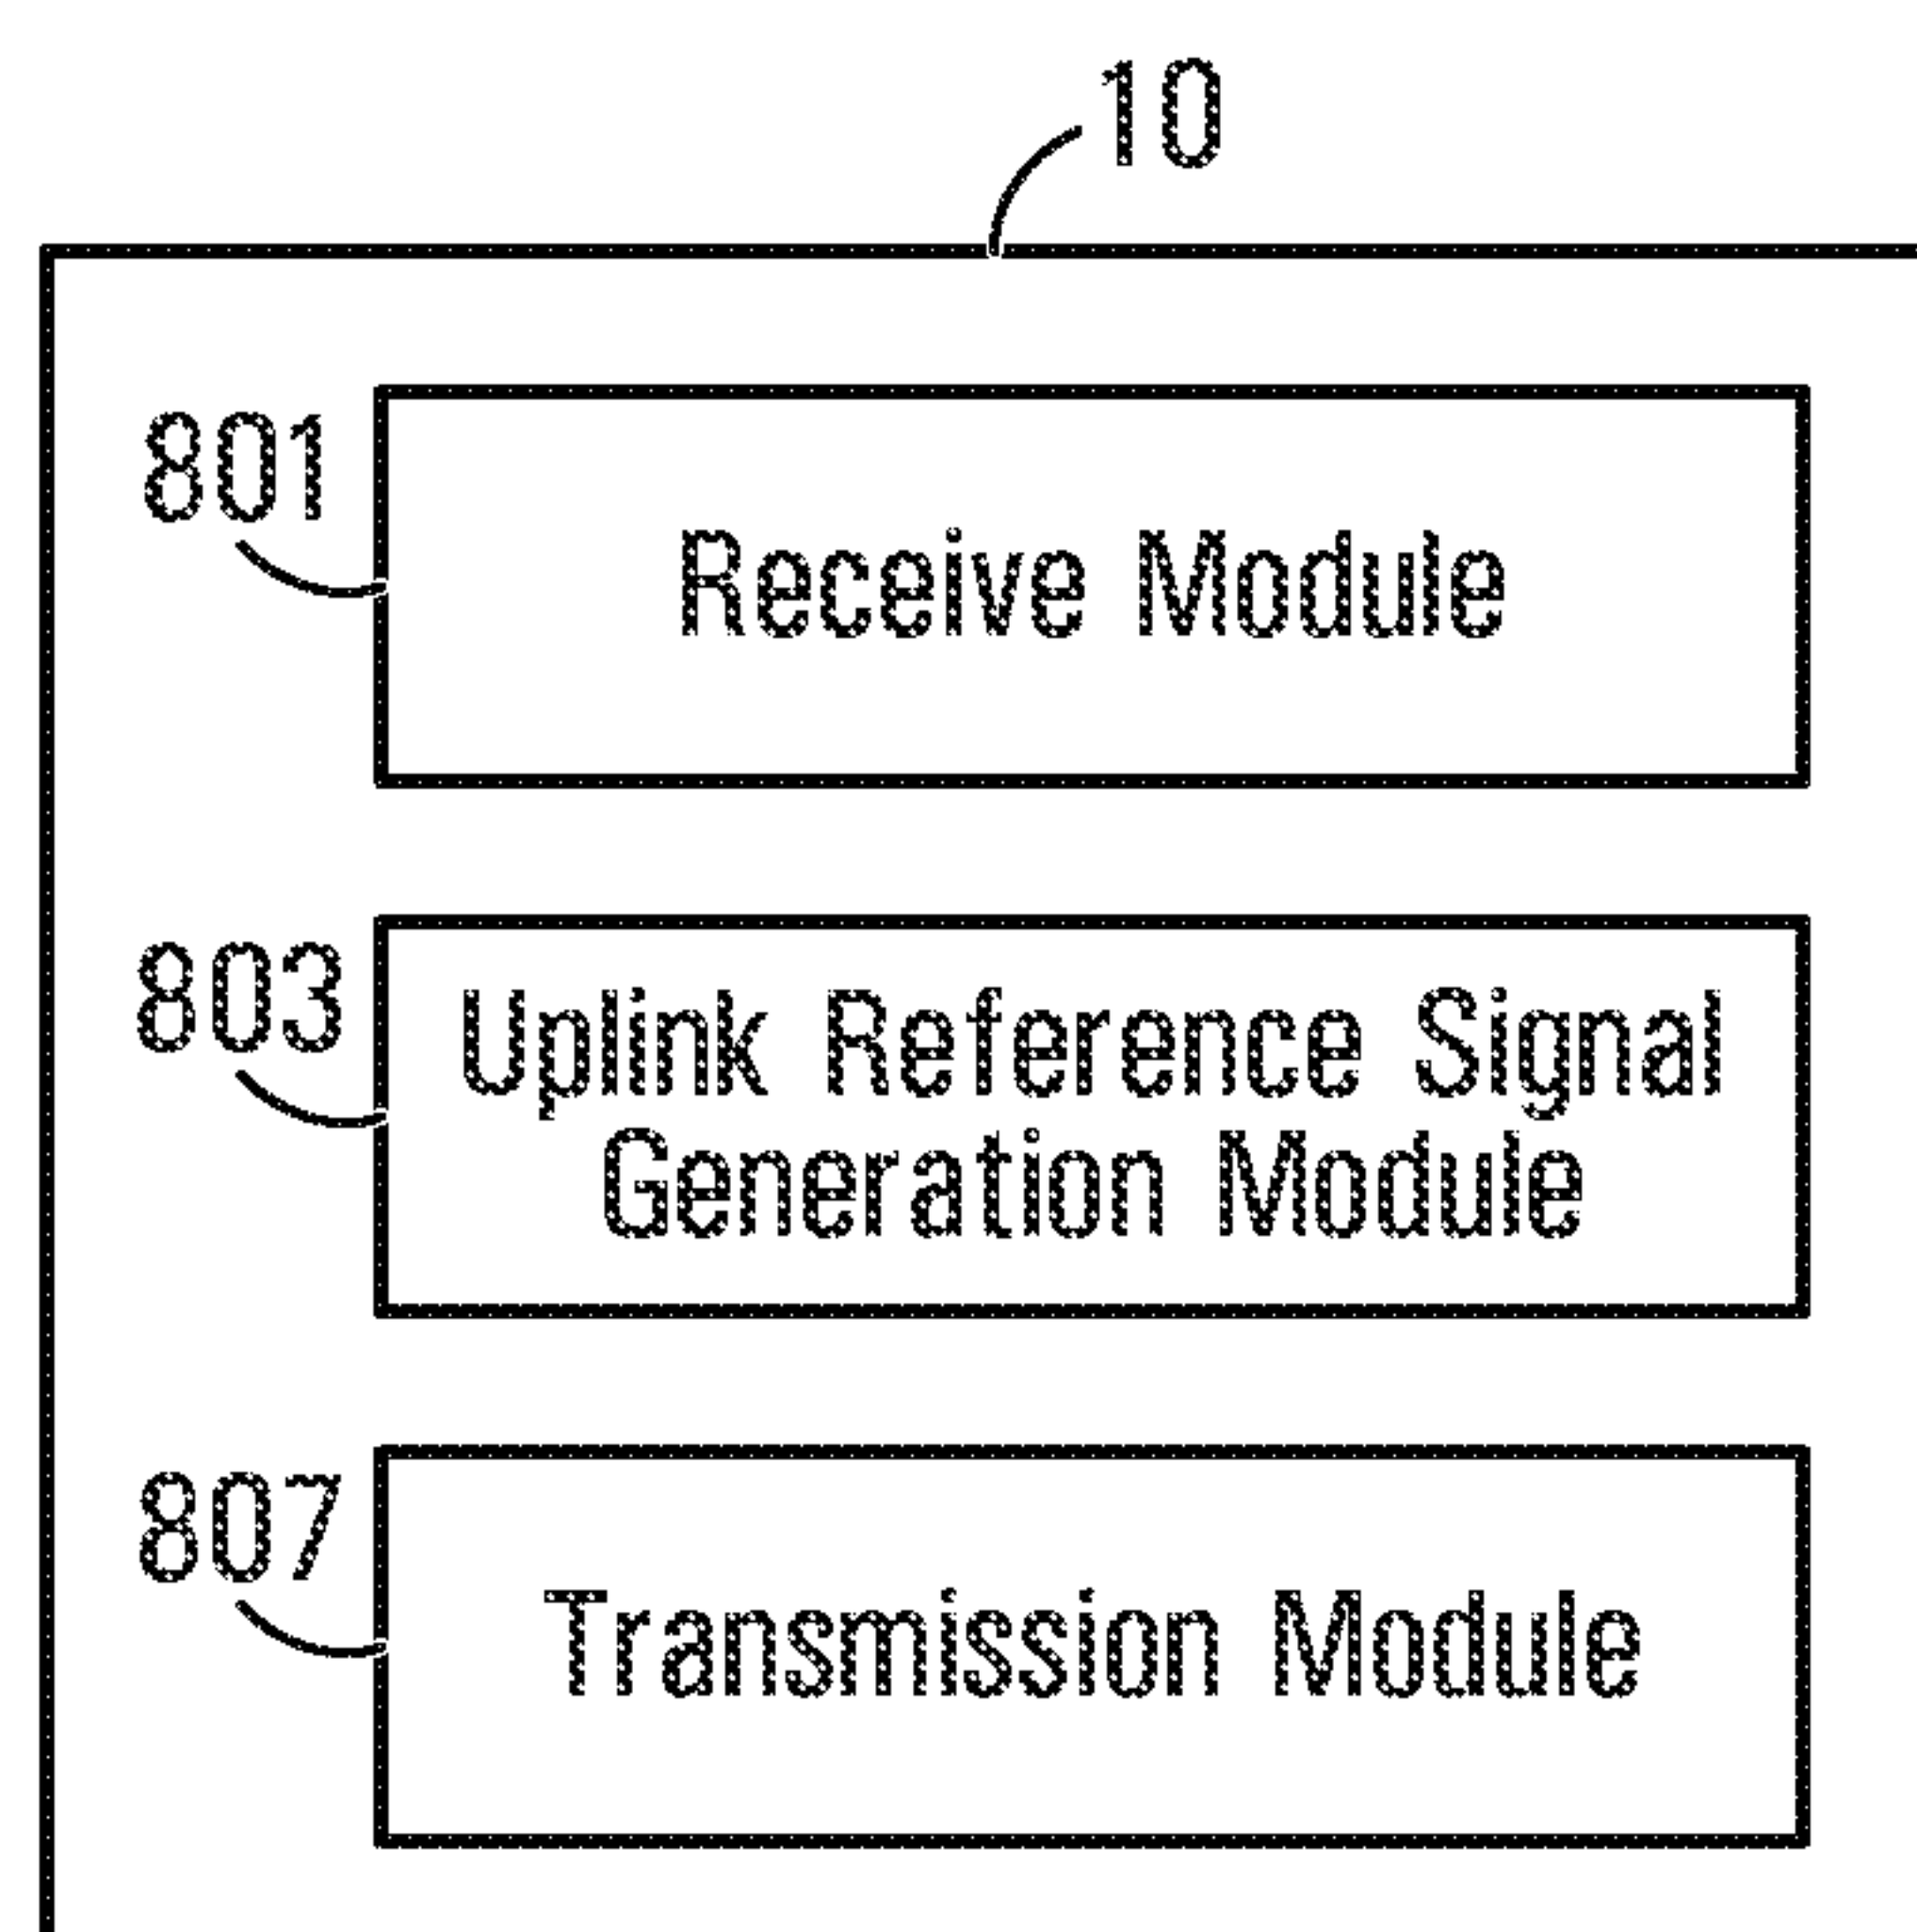 10
801
Receive Module
803
Uplink Reference Signal
Generation Module
807
Transmission Module